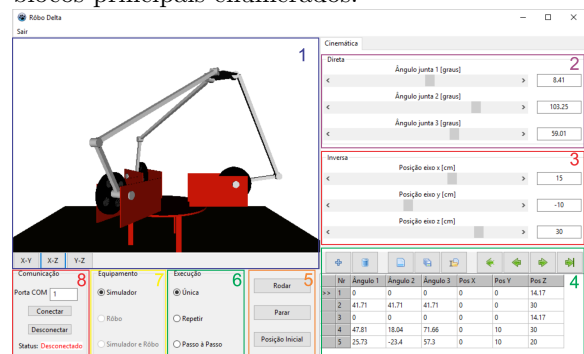 blocos principais enumerados.
Rôbo Delta
Sair
1
Cinemática
Direta
2
Ângulo junta 1 [graus]
8.41
Ângulo junta 2 [graus]
103.25
Ângulo junta 3 [graus]
59.01
Inversa
3
Posição eixo x [cm]
15
Posição eixo y [cm]
-10
Posição eixo z [cm]
30
X-Y X-Z Y-Z
Comunicação
8
Porta COM 1
Conectar
Desconectar
Status: Desconectado
Equipamento
7
Simulador
Rôbo
Simulador e Rôbo
Execução
6
Única
Repetir
Passo à Passo
5
Rodar
Parar
Posição Inicial
4
Nr Ângulo 1 Ângulo 2 Ângulo 3 Pos X Pos Y Pos Z
>> 1 0 0 0 0 0 14.17
2 41.71 41.71 41.71 0 0 30
3 0 0 0 0 0 14.17
4 47.81 18.04 71.66 0 10 30
5 25.73 -23.4 57.3 0 10 20